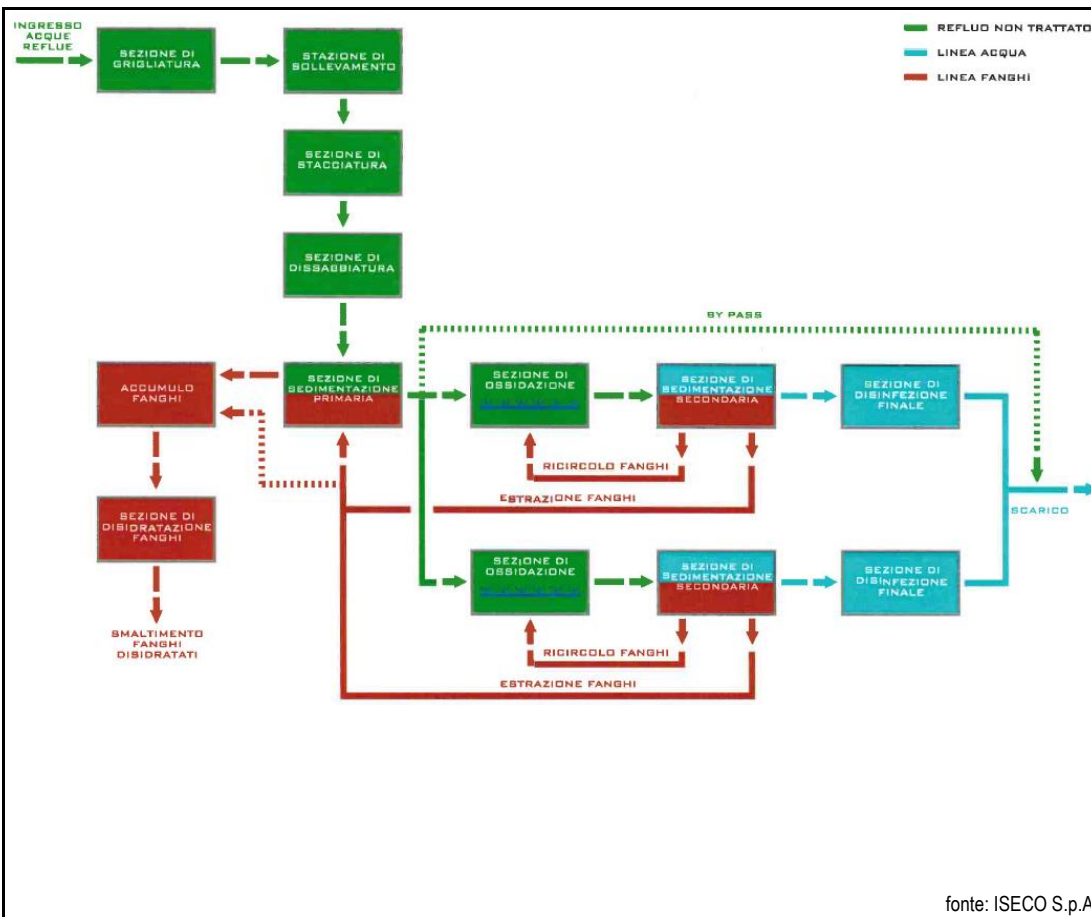 INGRESSO
ACQUE
REFLUE
SEZIONE DI
GRIGLIATURA
STAZIONE DI
SOLLEVAMENTO
REFLUO NON TRATTATO
LINEA ACQUA
LINEA FANGHI
SEZIONE DI
STACCIATURA
SEZIONE DI
DISSABBIATURA
BY PASS
ACCUMULO
FANGHI
SEZIONE DI
SEDIMENTAZIONE
PRIMARIA
SEZIONE DI
OSSIDAZIONE
SEZIONE DI
SEDIMENTAZIONE
SECONDARIA
SEZIONE DI
DISINFEZIONE
FINALE
RICIRCOLO FANGHI
ESTRAZIONE FANGHI
SCARICO
SEZIONE DI
DISIDRATAZIONE
FANGHI
SEZIONE DI
OSSIDAZIONE
SEZIONE DI
SEDIMENTAZIONE
SECONDARIA
SEZIONE DI
DISINFEZIONE
FINALE
SMALTIMENTO
FANGHI
DISIDRATATI
RICIRCOLO FANGHI
ESTRAZIONE FANGHI
fonte: ISECO S.p.A